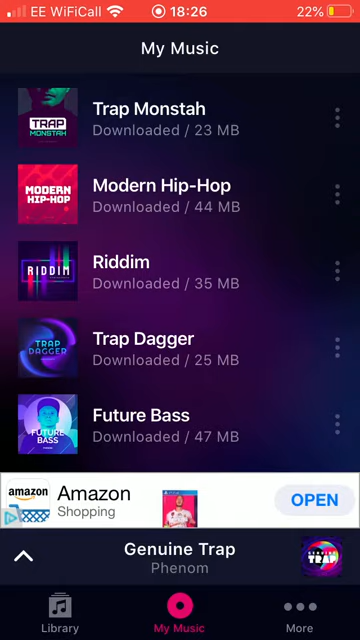 EE WiFiCall 18:26 22%
My Music
TRAP
MONSTAH
Trap Monstah
Downloaded / 23 MB
MODERN
HIP-HOP
Modern Hip-Hop
Downloaded / 44 MB
RIDDIM
Riddim
Downloaded / 35 MB
TRAP
DAGGER
Trap Dagger
Downloaded / 25 MB
FUTURE
BASS
Future Bass
Downloaded / 47 MB
amazon
Amazon
Shopping
OPEN
Genuine Trap
Phenom
GENUINE
TRAP
Library My Music More